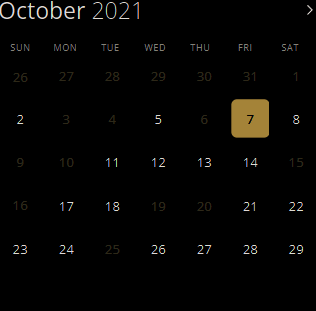 October 2021
SUN MON TUE WED THU FRI SAT
26 27 28 29 30 31 1
2 3 4 5 6 7 8
9 10 11 12 13 14 15
16 17 18 19 20 21 22
23 24 25 26 27 28 29